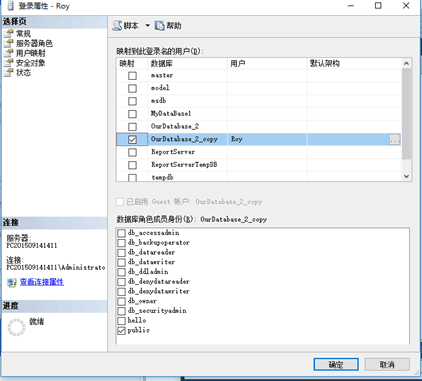 登录属性 - Roy
选择页
常规
服务器角色
用户映射
安全对象
状态
脚本
帮助
映射到此登录名的用户(D):
映射 数据库 用户 默认架构
master
model
msdb
MyDataBase1
OurDatabase_2
OurDatabase_2_copy Roy ...
ReportServer
ReportServerTempDB
tempdb
已启用 Guest 帐户: OurDatabase_2_copy
数据库角色成员身份(R): OurDatabase_2_copy
db_accessadmin
db_backupoperator
db_datareader
db_datawriter
db_ddladmin
db_denydatareader
db_denydatawriter
db_owner
db_securityadmin
hello
public
连接
服务器:
PC201509141411
连接:
PC201509141411\Administrato
查看连接属性
进度
就绪
确定
取消